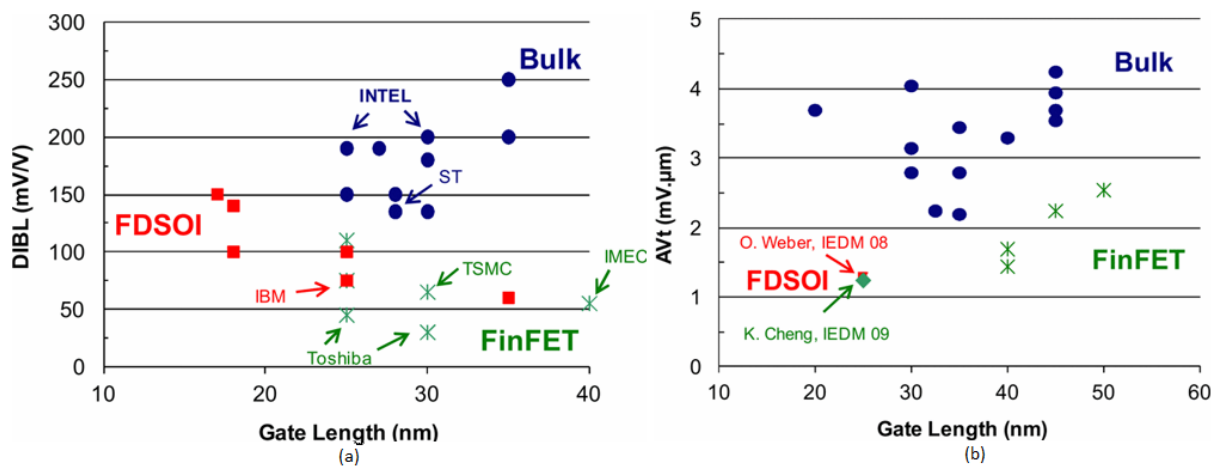 300
250
200
150
100
50
0
DIBL (mV/V)
Bulk
INTEL
ST
FDSOI
IBM
TSMC
IMEC
Toshiba
FinFET
10 20 30 40
Gate Length (nm)
(a)
5
4
3
2
1
0
AVt (mV.µm)
Bulk
O. Weber, IEDM 08
FDSOI
FinFET
K. Cheng, IEDM 09
10 20 30 40 50 60
Gate Length (nm)
(b)